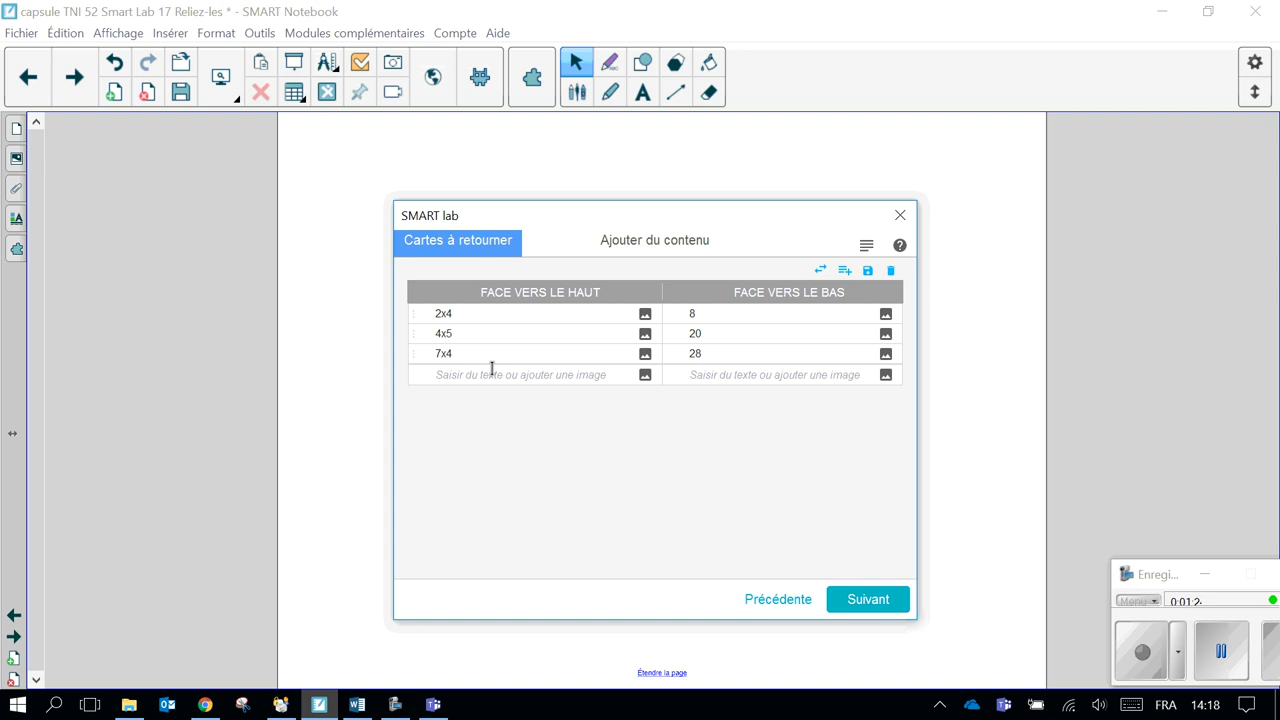 capsule TNI 52 Smart Lab 17 Reliez-les * - SMART Notebook
Fichier Édition Affichage Insérer Format Outils Modules complémentaires Compte Aide
SMART lab
Cartes à retourner Ajouter du contenu
FACE VERS LE HAUT FACE VERS LE BAS
2x4 8
4x5 20
7x4 28
Saisir du texte ou ajouter une image Saisir du texte ou ajouter une image
Précédente Suivant
Enregi...
Menu 0:01:2
Étendre la page
FRA 14:18